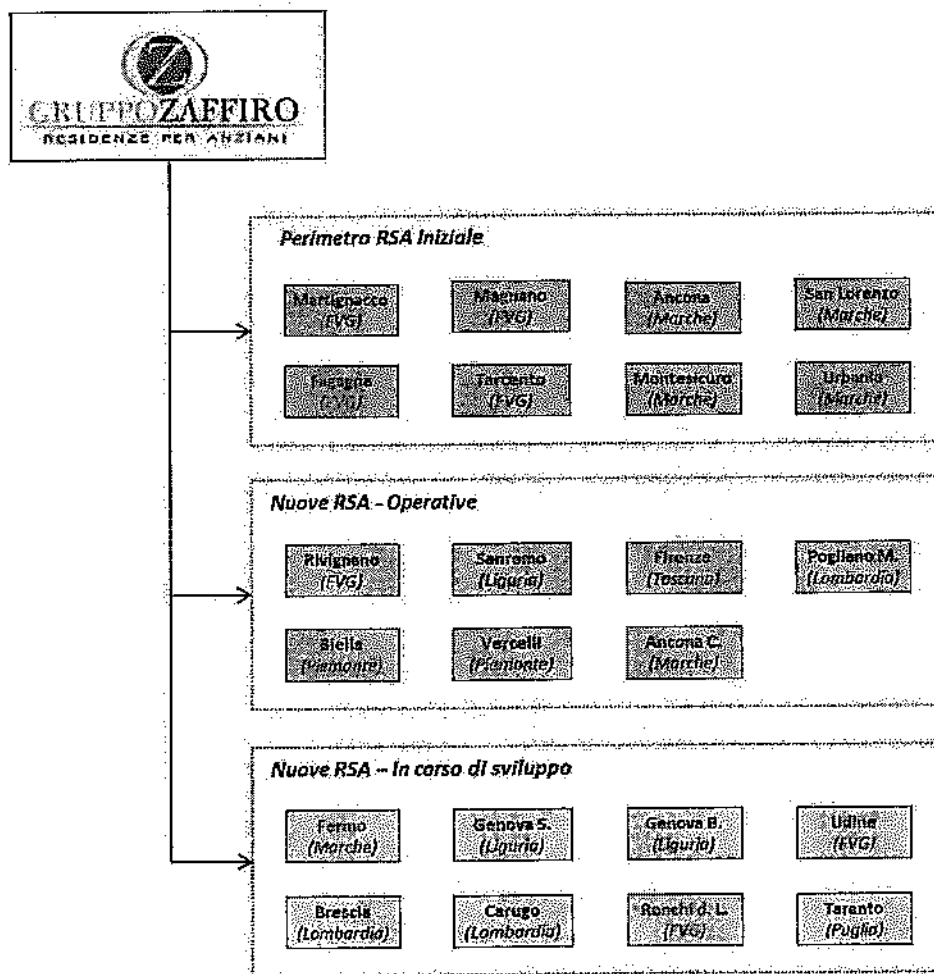 Z
GRUPPOZAFFIRO
RESIDENZE PER ANZIANI
Perimetro RSA Iniziale
Martignacco
(FVG)
Magnano
(FVG)
Ancona
(Marche)
San Lorenzo
(Marche)
Fagagna
(FVG)
Tarcento
(FVG)
Montesicuro
(Marche)
Urbania
(Marche)
Nuove RSA - Operative
Rivignano
(FVG)
Sanremo
(Liguria)
Firenze
(Toscana)
Pogliano M.
(Lombardia)
Biella
(Piemonte)
Vercelli
(Piemonte)
Ancona C.
(Marche)
Nuove RSA – In corso di sviluppo
Fermo
(Marche)
Genova S.
(Liguria)
Genova B.
(Liguria)
Udine
(FVG)
Brescia
(Lombardia)
Carugo
(Lombardia)
Ronchi d. L.
(FVG)
Taranto
(Puglia)